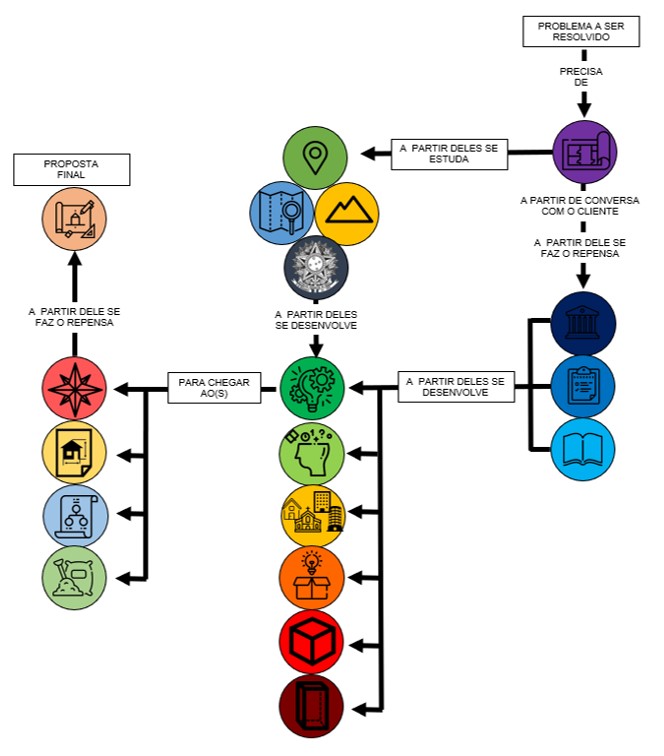 PROBLEMA A SER
RESOLVIDO
PRECISA
DE
A PARTIR DELES SE
ESTUDA
PROPOSTA
FINAL
A PARTIR DE CONVERSA
COM O CLIENTE
A PARTIR DELE SE
FAZ O REPENSA
A PARTIR DELE SE
FAZ O REPENSA
A PARTIR DELES
SE DESENVOLVE
PARA CHEGAR
AO(S)
A PARTIR DELES SE
DESENVOLVE